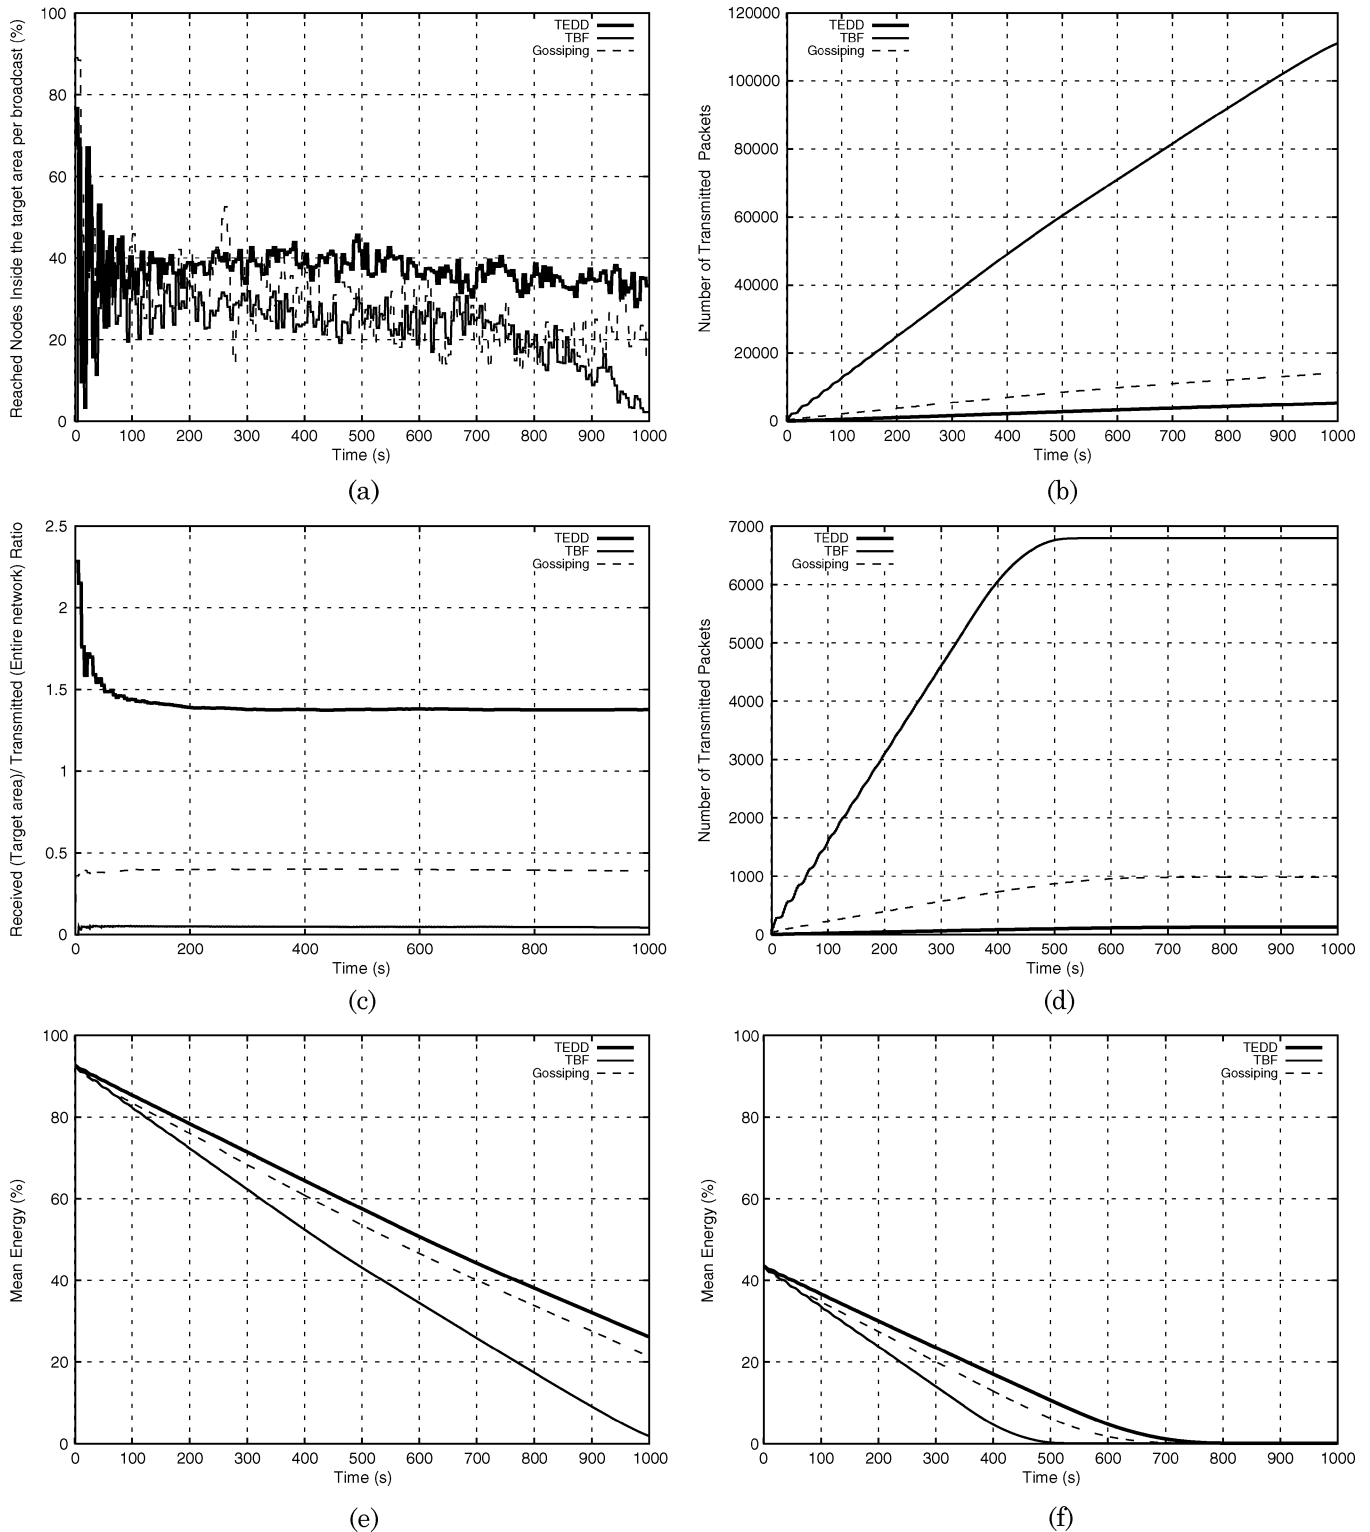 Reached Nodes Inside the target area per broadcast (%)
100
80
60
40
20
0
TEDD
TBF
Gossiping
0 100 200 300 400 500 600 700 800 900 1000
Time (s)
(a)
Number of Transmitted Packets
120000
100000
80000
60000
40000
20000
0
TEDD
TBF
Gossiping
0 100 200 300 400 500 600 700 800 900 1000
Time (s)
(b)
Received (Target area)/ Transmitted (Entire network) Ratio
2.5
2
1.5
1
0.5
0
TEDD
TBF
Gossiping
0 200 400 600 800 1000
Time (s)
(c)
Number of Transmitted Packets
7000
6000
5000
4000
3000
2000
1000
0
TEDD
TBF
Gossiping
0 100 200 300 400 500 600 700 800 900 1000
Time (s)
(d)
Mean Energy (%)
100
80
60
40
20
0
TEDD
TBF
Gossiping
0 100 200 300 400 500 600 700 800 900 1000
Time (s)
(e)
Mean Energy (%)
100
80
60
40
20
0
TEDD
TBF
Gossiping
0 100 200 300 400 500 600 700 800 900 1000
Time (s)
(f)